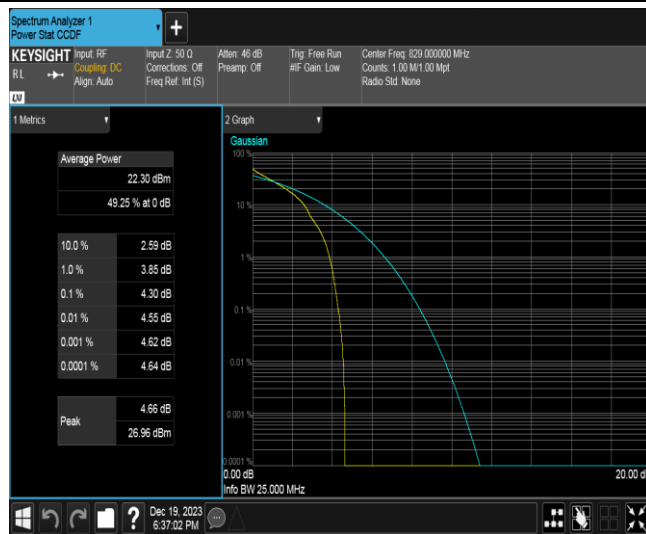 Spectrum Analyzer 1
Power Stat CCDF
+
KEYSIGHT
RL
Input: RF
Coupling: DC
Align: Auto
Input Z: 50 Ω
Corrections: Off
Freq Ref: Int (S)
Atten: 46 dB
Preamp: Off
Trig: Free Run
#IF Gain: Low
Center Freq: 829.000000 MHz
Counts: 1.00 M/1.00 Mpt
Radio Std: None
LXI
1 Metrics
Average Power
22.30 dBm
49.25 % at 0 dB
10.0 % 2.59 dB
1.0 % 3.85 dB
0.1 % 4.30 dB
0.01 % 4.55 dB
0.001 % 4.62 dB
0.0001 % 4.64 dB
Peak 4.66 dB
26.96 dBm
2 Graph
Gaussian
100 %
10 %
1 %
0.1 %
0.01 %
0.001 %
0.0001 %
0.00 dB
20.00 d
Info BW 25.000 MHz
?
Dec 19, 2023
6:37:02 PM